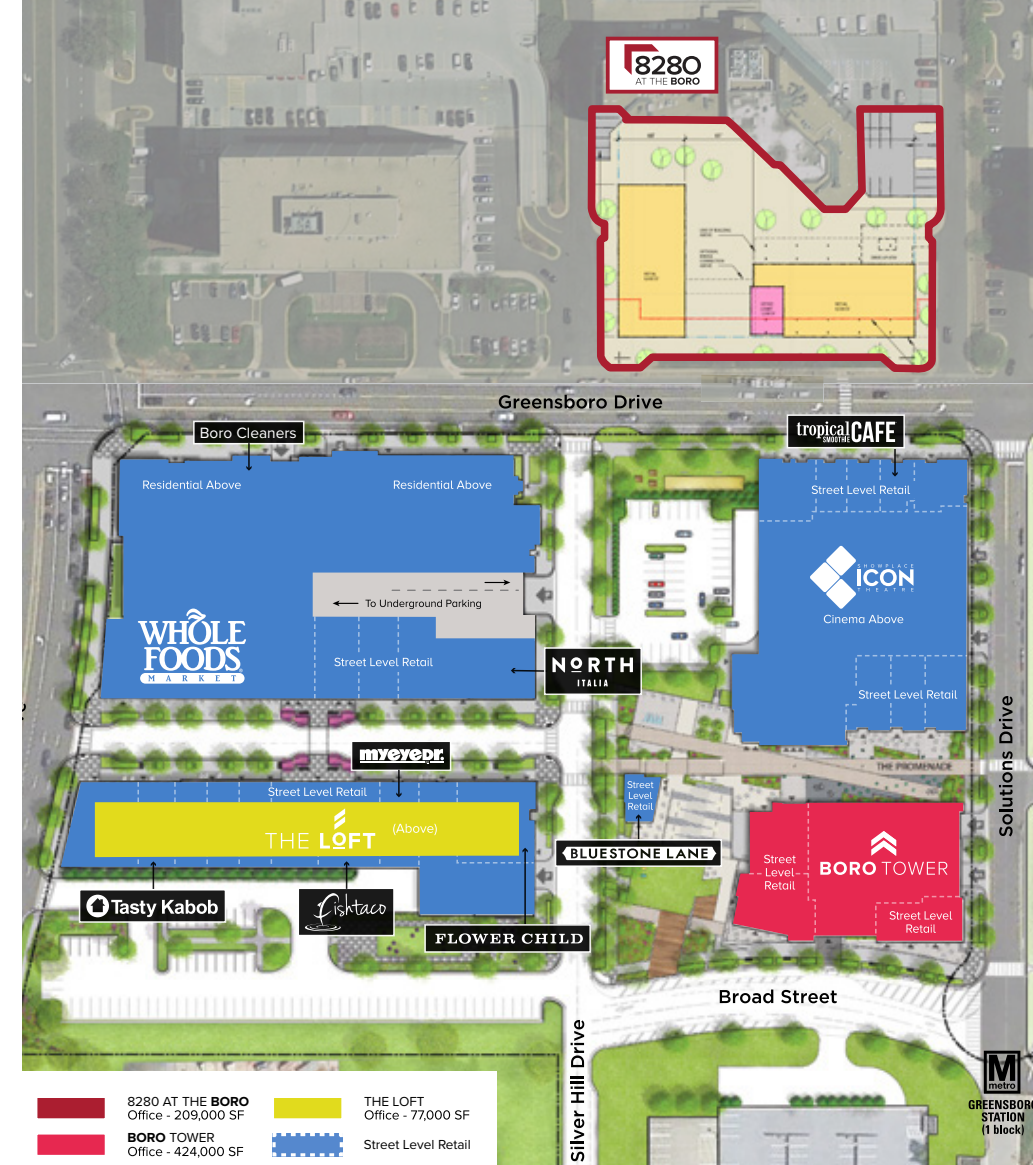 8280
AT THE BORO
Greensboro Drive
Boro Cleaners
tropical
SMOOTHIE
CAFE
Residential Above
Residential Above
Street Level Retail
SHOWPLACE
ICON
THEATRE
Cinema Above
To Underground Parking
WHOLE
FOODS
MARKET
Street Level Retail
NORTH
ITALIA
Street Level Retail
Solutions Drive
myeyedr.
THE PROMENADE
Street Level Retail
Street
Level
Retail
THE LOFT
(Above)
BLUESTONE LANE
Street
Level
Retail
BORO TOWER
Tasty Kabob
Fishtaco
FLOWER CHILD
Street Level
Retail
Broad Street
Silver Hill Drive
M
metro
GREENSBORO
STATION
(1 block)
8280 AT THE BORO
Office - 209,000 SF
THE LOFT
Office - 77,000 SF
BORO TOWER
Office - 424,000 SF
Street Level Retail